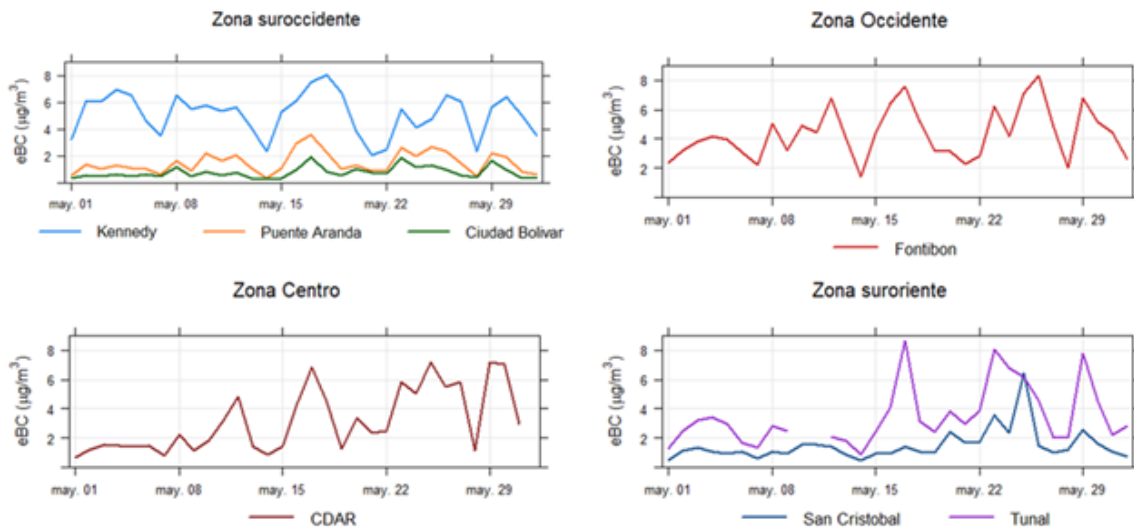 Zona suroccidente
eBC (µg/m³)
8
6
4
2
may. 01 may. 08 may. 15 may. 22 may. 29
Kennedy Puente Aranda Ciudad Bolivar
Zona Occidente
eBC (µg/m³)
8
6
4
2
may. 01 may. 08 may. 15 may. 22 may. 29
Fontibon
Zona Centro
eBC (µg/m³)
8
6
4
2
may. 01 may. 08 may. 15 may. 22 may. 29
CDAR
Zona suroriente
eBC (µg/m³)
8
6
4
2
may. 01 may. 08 may. 15 may. 22 may. 29
San Cristobal Tunal